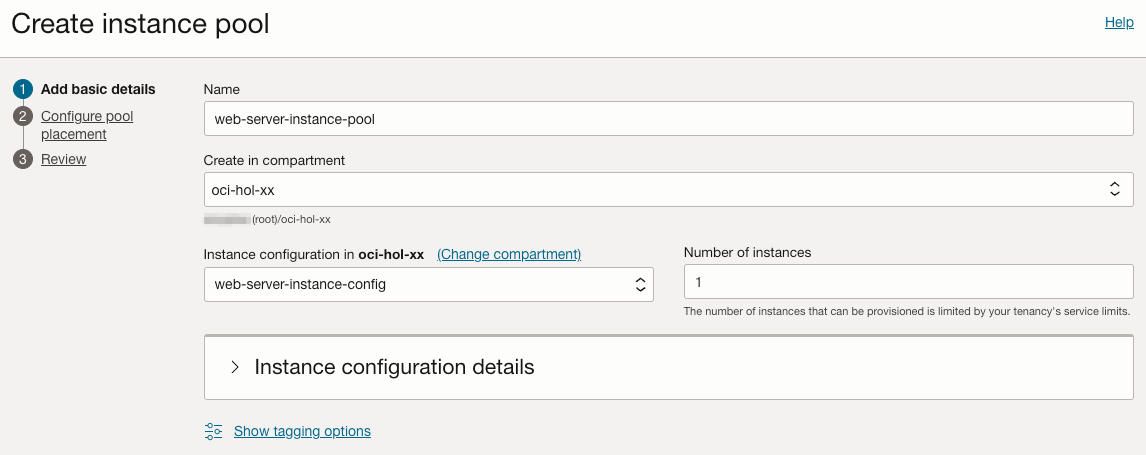 Create instance pool
Help
1 Add basic details
2 Configure pool
placement
3 Review
Name
web-server-instance-pool
Create in compartment
oci-hol-xx
(root)/oci-hol-xx
Instance configuration in oci-hol-xx (Change compartment)
web-server-instance-config
Number of instances
1
The number of instances that can be provisioned is limited by your tenancy's service limits.
Instance configuration details
Show tagging options